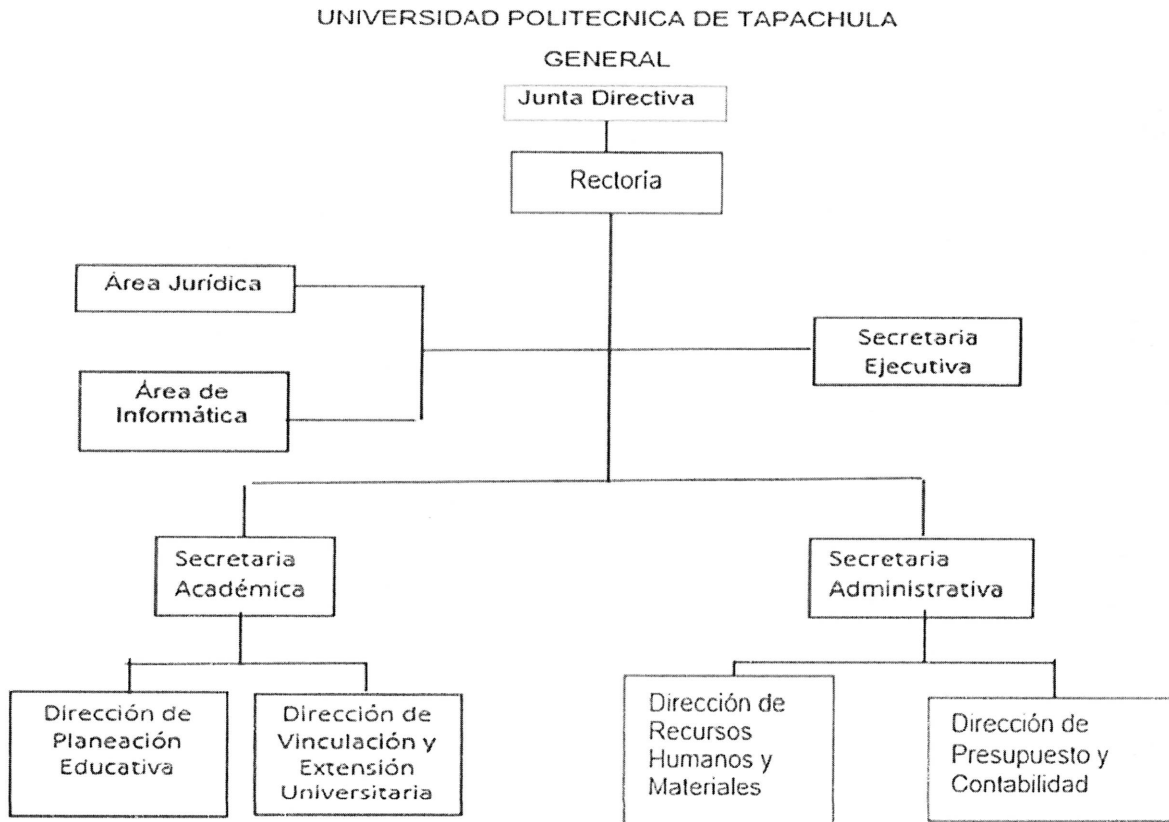 UNIVERSIDAD POLITECNICA DE TAPACHULA
GENERAL
Junta Directiva
Rectoría
Área Jurídica
Área de
Informática
Secretaria
Ejecutiva
Secretaria
Académica
Secretaria
Administrativa
Dirección de
Planeación
Educativa
Dirección de
Vinculación y
Extensión
Universitaria
Dirección de
Recursos
Humanos y
Materiales
Dirección de
Presupuesto y
Contabilidad